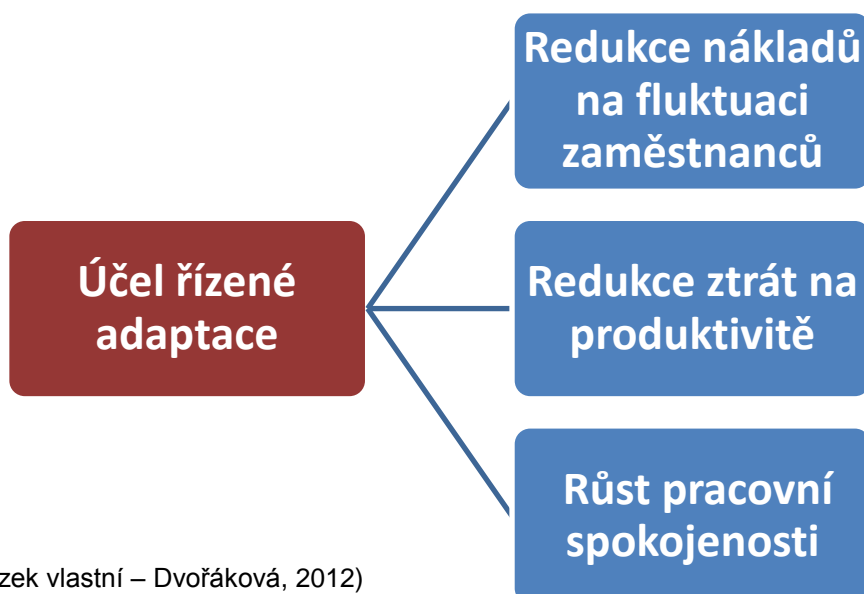 Redukce nákladů
na fluktuaci
zaměstnanců
Účel řízené
adaptace
Redukce ztrát na
produktivitě
Růst pracovní
spokojenosti
zek vlastní – Dvořáková, 2012)